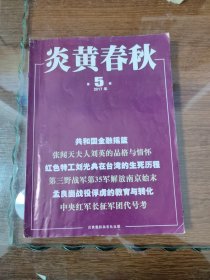 炎黄春秋
第5期
2017年
共和国金融摇篮
张闻天夫人刘英的品格与情怀
红色特工刘光典在台湾的生死历程
第三野战军第35军解放南京始末
孟良崮战役俘虏的教育与转化
中央红军长征军团代号考